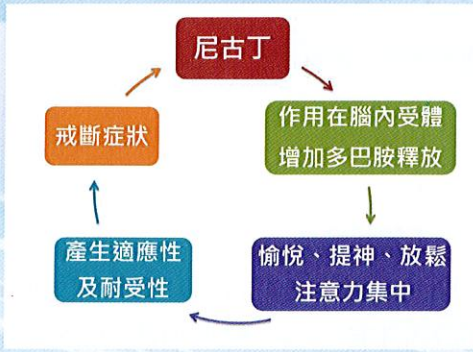 尼古丁
作用在腦內受體
增加多巴胺釋放
愉悅、提神、放鬆
注意力集中
產生適應性
及耐受性
戒斷症狀